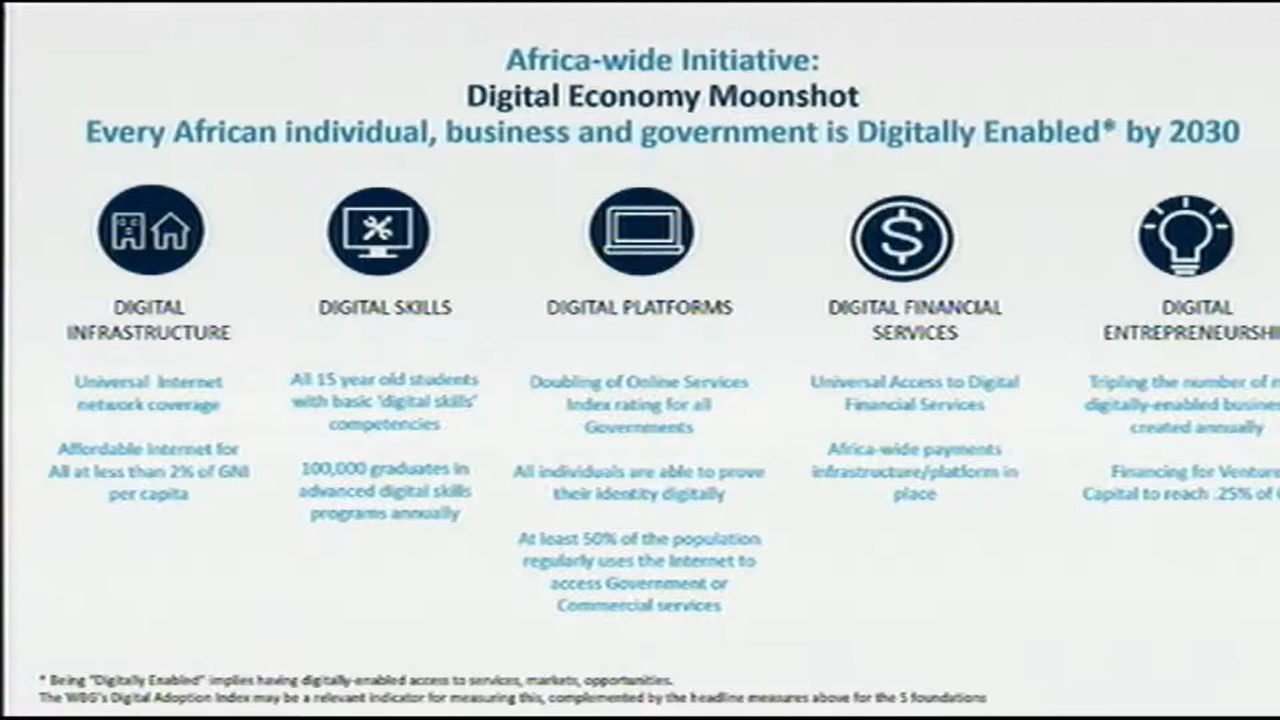 Africa-wide Initiative:
Digital Economy Moonshot
Every African individual, business and government is Digitally Enabled* by 2030
DIGITAL
INFRASTRUCTURE
Universal Internet
network coverage
Affordable Internet for
All at less than 2% of GNI
per capita
DIGITAL SKILLS
All 15 year old students
with basic 'digital skills'
competencies
100,000 graduates in
advanced digital skills
programs annually
DIGITAL PLATFORMS
Doubling of Online Services
Index rating for all
Governments
All individuals are able to prove
their identity digitally
At least 50% of the population
regularly uses the Internet to
access Government or
Commercial services
DIGITAL FINANCIAL
SERVICES
Universal Access to Digital
Financial Services
Africa-wide payments
infrastructure/platform in
place
DIGITAL
ENTREPRENEURSHI
Tripling the number of
digitally-enabled busine
created annually
Financing for Venture
Capital to reach .25% of
* Being "Digitally Enabled" implies having digitally-enabled access to services, markets, opportunities.
The WBG's Digital Adoption Index may be a relevant indicator for measuring this, complemented by the headline measures above for the 5 foundations